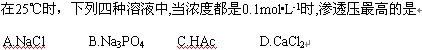 在25℃时，下列四种溶液中,当浓度都是0.1mol•L⁻¹时,渗透压最高的是
A.NaCl B.Na₃PO₄ C.HAc D.CaCl₂